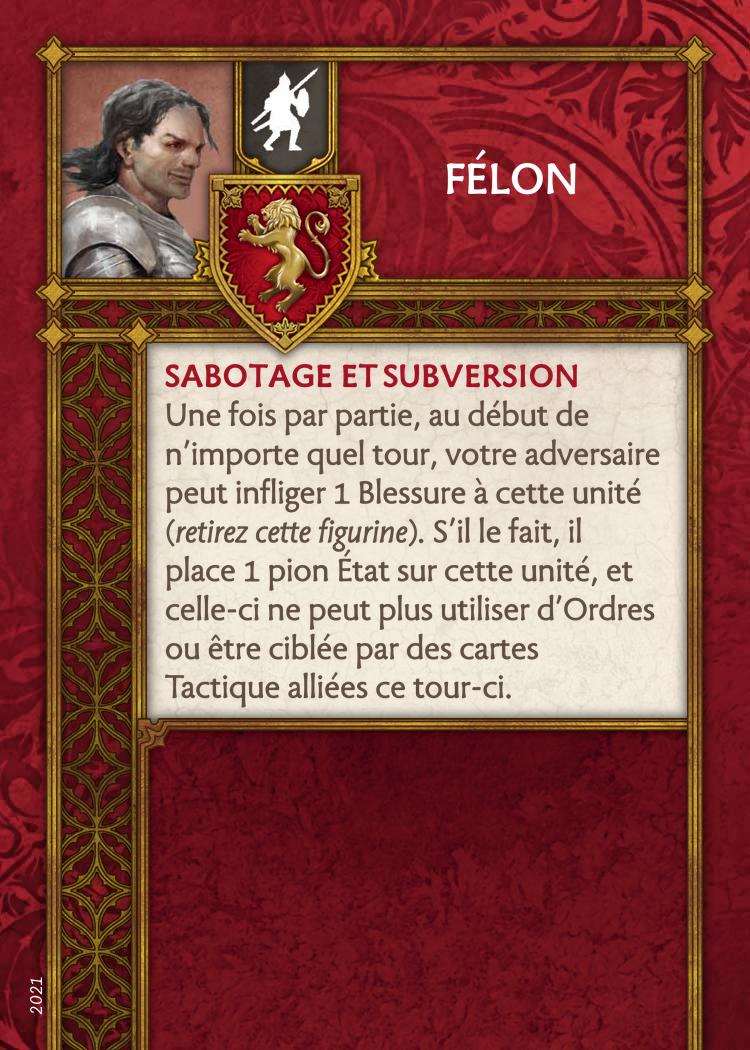 FÉLON
SABOTAGE ET SUBVERSION
Une fois par partie, au début de
n’importe quel tour, votre adversaire
peut infliger 1 Blessure à cette unité
(retirez cette figurine). S’il le fait, il
place 1 pion État sur cette unité, et
celle-ci ne peut plus utiliser d’Ordres
ou être ciblée par des cartes
Tactique alliées ce tour-ci.
2021